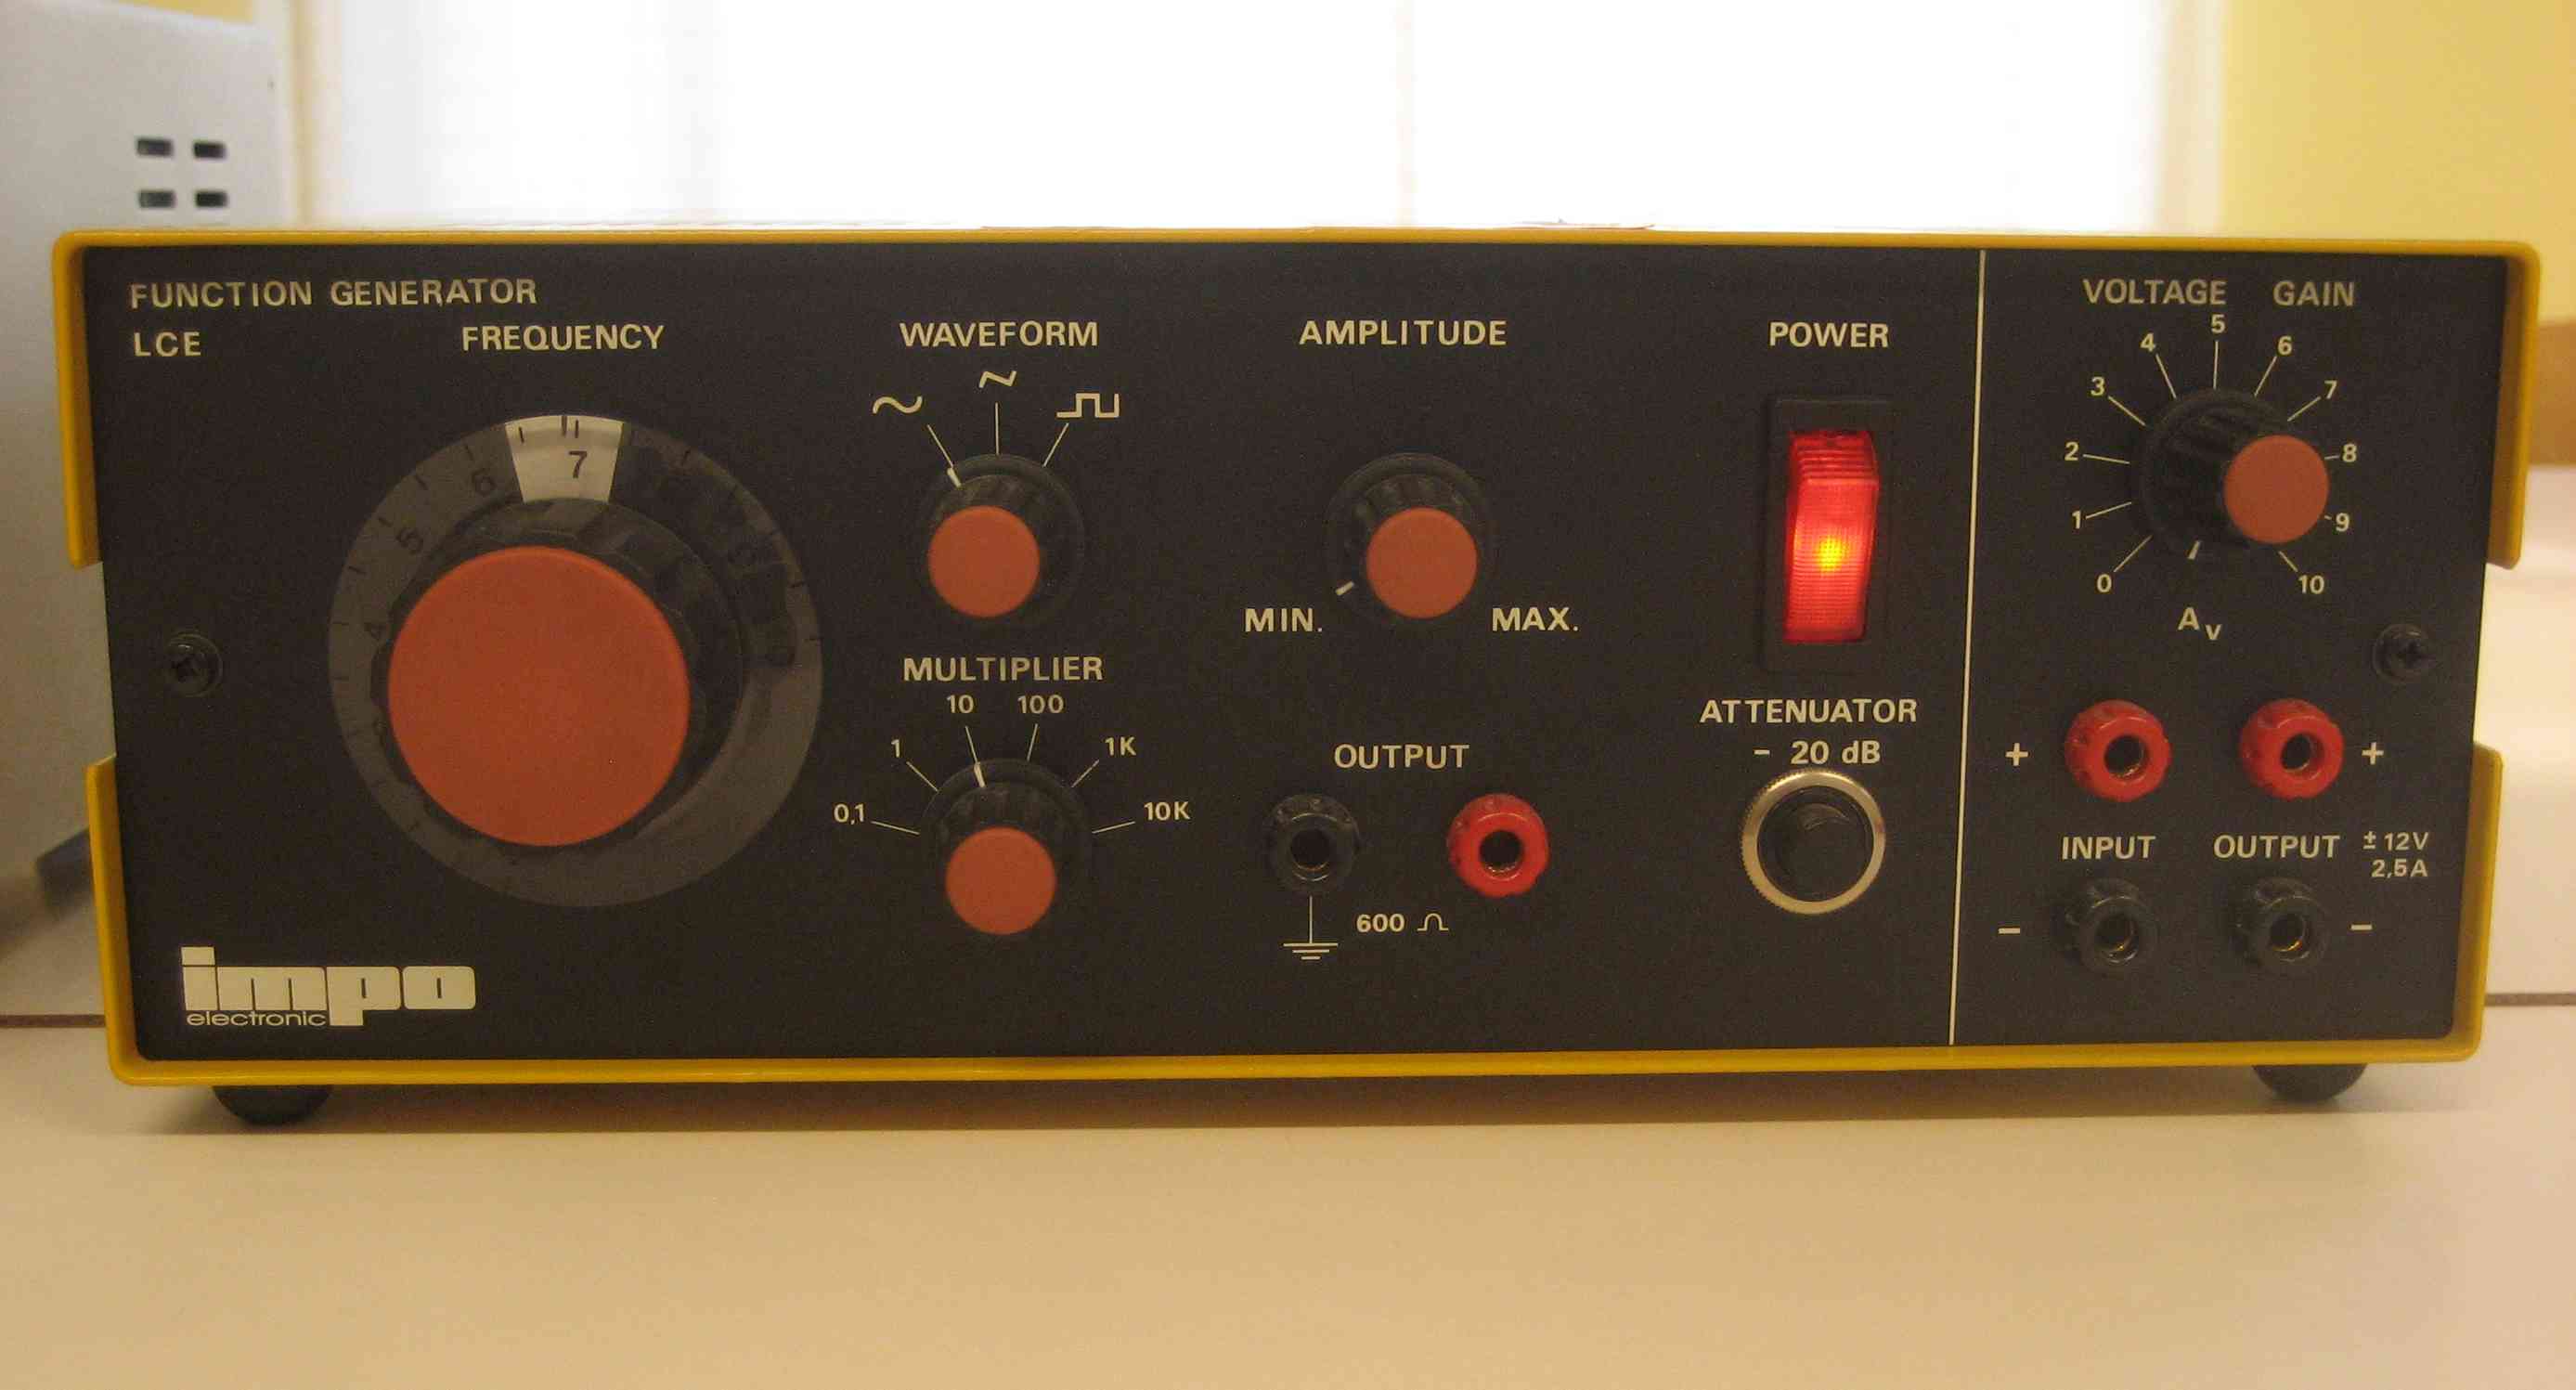 FUNCTION GENERATOR
LCE
FREQUENCY
7
6
5
4
WAVEFORM
MULTIPLIER
0,1
1
10
100
1K
10K
AMPLITUDE
MIN.
MAX.
OUTPUT
600 Ω
POWER
ATTENUATOR
- 20 dB
VOLTAGE GAIN
0
1
2
3
4
5
6
7
8
9
10
Av
+
+
INPUT
OUTPUT
± 12V
2,5A
-
-
impo
electronic